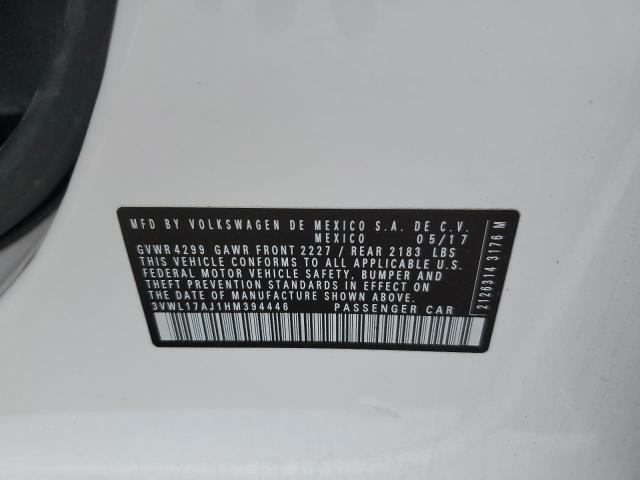 MFD BY VOLKSWAGEN DE MEXICO S.A. DE C.V.
MEXICO 05/17
GVWR 4299 GAWR FRONT 2227 / REAR 2183 LBS
THIS VEHICLE CONFORMS TO ALL APPLICABLE U.S.
FEDERAL MOTOR VEHICLE SAFETY, BUMPER AND
THEFT PREVENTION STANDARDS IN EFFECT ON
THE DATE OF MANUFACTURE SHOWN ABOVE.
3VWL17AJ1HM394446 PASSENGER CAR
2126314 3176 M